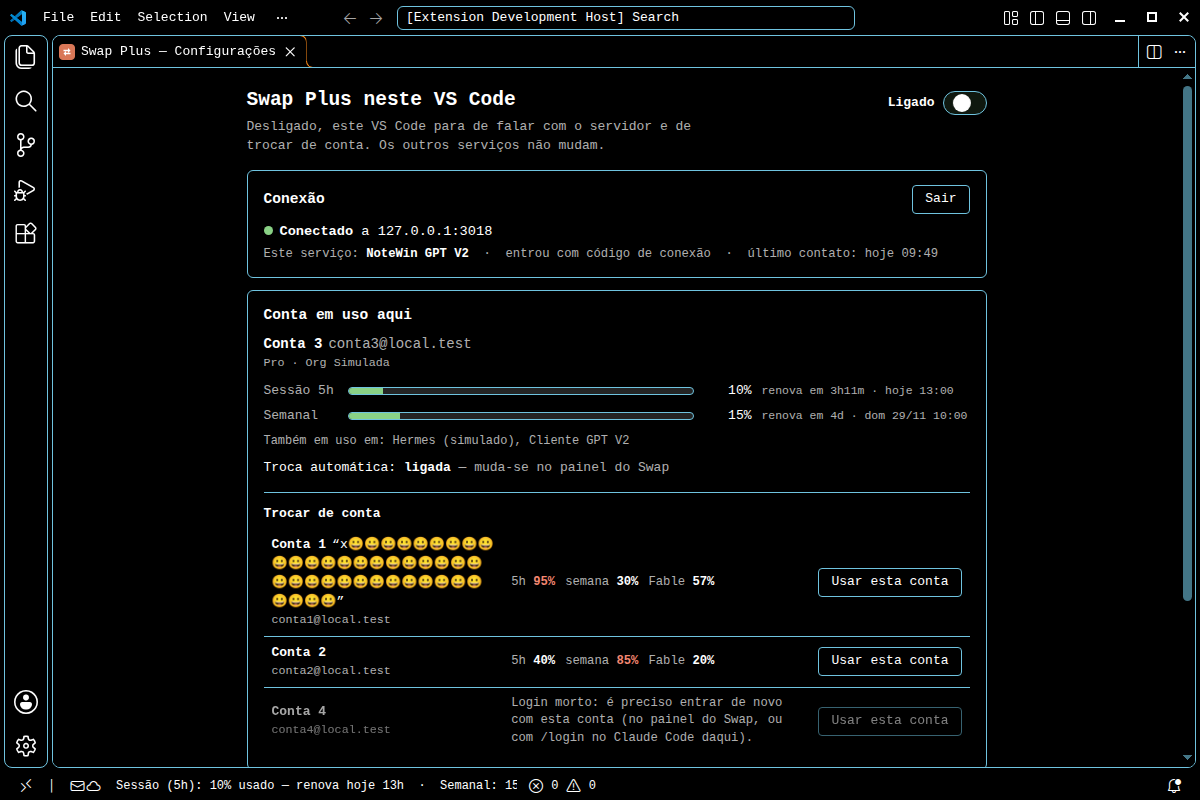 File Edit Selection View ···
[Extension Development Host] Search
Swap Plus — Configurações
Swap Plus neste VS Code
Ligado
Desligado, este VS Code para de falar com o servidor e de
trocar de conta. Os outros serviços não mudam.
Conexão
Sair
Conectado a 127.0.0.1:3018
Este serviço: NoteWin GPT V2 · entrou com código de conexão · último contato: hoje 09:49
Conta em uso aqui
Conta 3 conta3@local.test
Pro · Org Simulada
Sessão 5h 10% renova em 3h11m · hoje 13:00
Semanal 15% renova em 4d · dom 29/11 10:00
Também em uso em: Hermes (simulado), Cliente GPT V2
Troca automática: ligada — muda-se no painel do Swap
Trocar de conta
Conta 1 “x😀😀😀😀😀😀😀😀😀
😀😀😀😀😀😀😀😀😀😀😀😀😀
😀😀😀😀😀😀😀😀😀😀😀😀😀
😀😀😀😀”
conta1@local.test
5h 95% semana 30% Fable 57%
Usar esta conta
Conta 2
conta2@local.test
5h 40% semana 85% Fable 20%
Usar esta conta
Conta 4
conta4@local.test
Login morto: é preciso entrar de novo
com esta conta (no painel do Swap, ou
com /login no Claude Code daqui).
Usar esta conta
Sessão (5h): 10% usado — renova hoje 13h · Semanal: 15 0 0